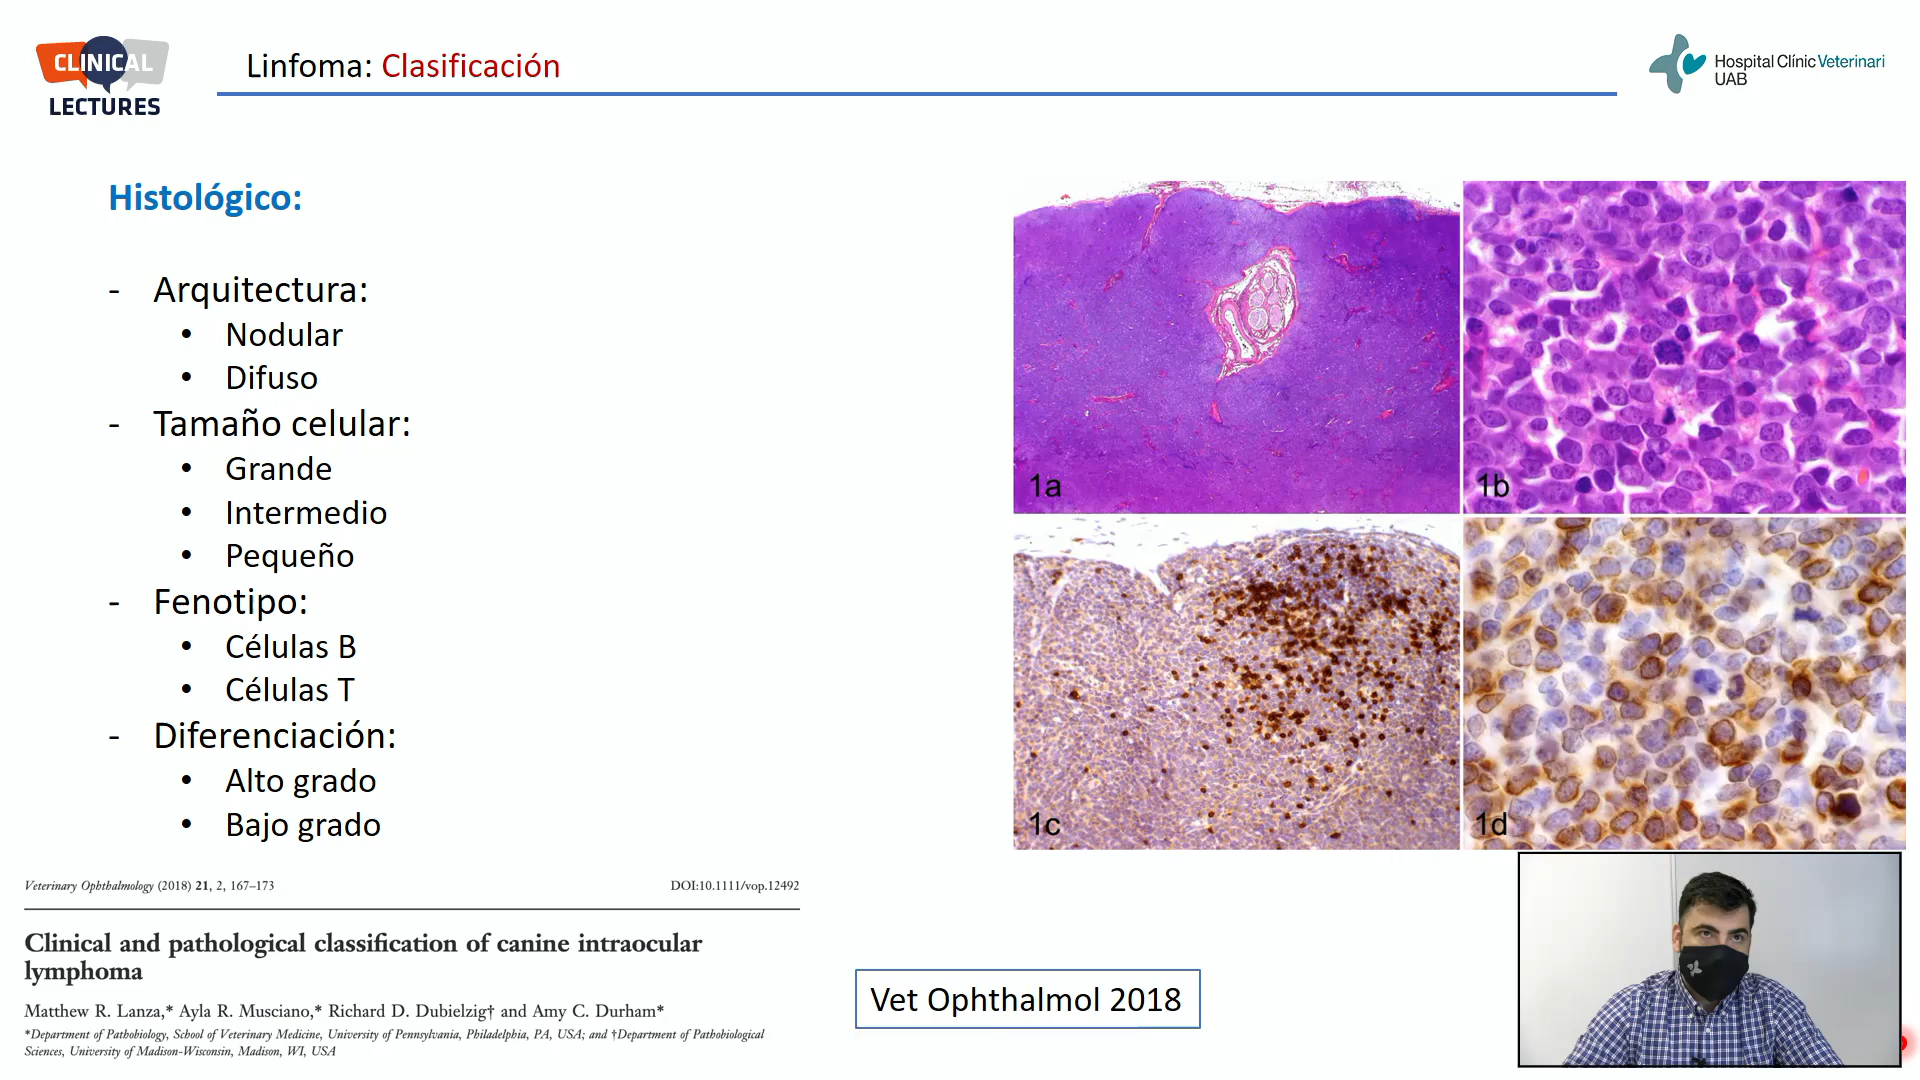 CLINICAL
LECTURES
Linfoma: Clasificación
Hospital Clínic Veterinari
UAB
Histológico:
- Arquitectura:
• Nodular
• Difuso
- Tamaño celular:
• Grande
• Intermedio
• Pequeño
- Fenotipo:
• Células B
• Células T
- Diferenciación:
• Alto grado
• Bajo grado
1a
1b
1c
1d
Veterinary Ophthalmology (2018) 21, 2, 167–173
DOI:10.1111/vop.12492
Clinical and pathological classification of canine intraocular
lymphoma
Matthew R. Lanza,* Ayla R. Musciano,* Richard D. Dubielzig† and Amy C. Durham*
*Department of Pathobiology, School of Veterinary Medicine, University of Pennsylvania, Philadelphia, PA, USA; and †Department of Pathobiological
Sciences, University of Madison-Wisconsin, Madison, WI, USA
Vet Ophthalmol 2018